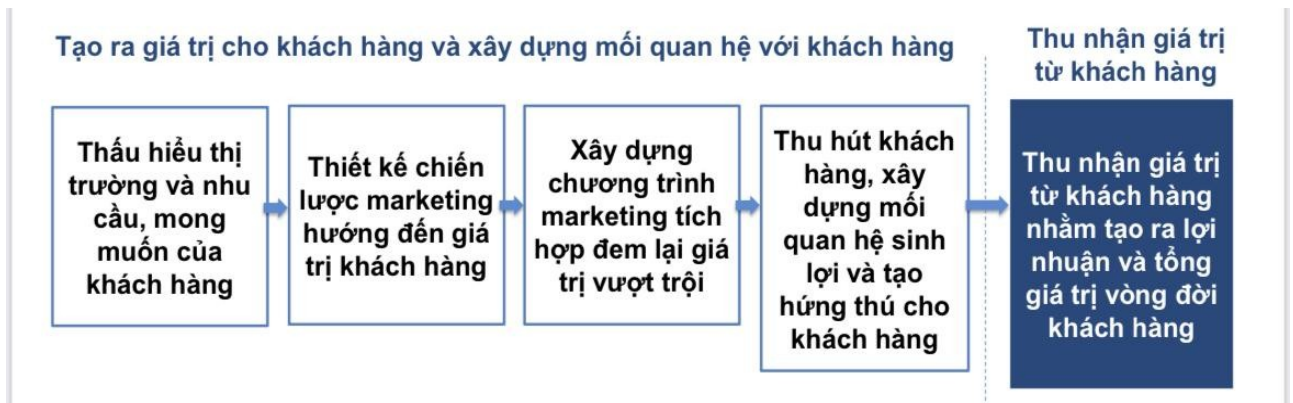 Tạo ra giá trị cho khách hàng và xây dựng mối quan hệ với khách hàng
Thu nhận giá trị
từ khách hàng
Thấu hiểu thị
trường và nhu
cầu, mong
muốn của
khách hàng
Thiết kế chiến
lược marketing
hướng đến giá
trị khách hàng
Xây dựng
chương trình
marketing tích
hợp đem lại giá
trị vượt trội
Thu hút khách
hàng, xây
dựng mối
quan hệ sinh
lợi và tạo
hứng thú cho
khách hàng
Thu nhận giá trị
từ khách hàng
nhằm tạo ra lợi
nhuận và tổng
giá trị vòng đời
khách hàng